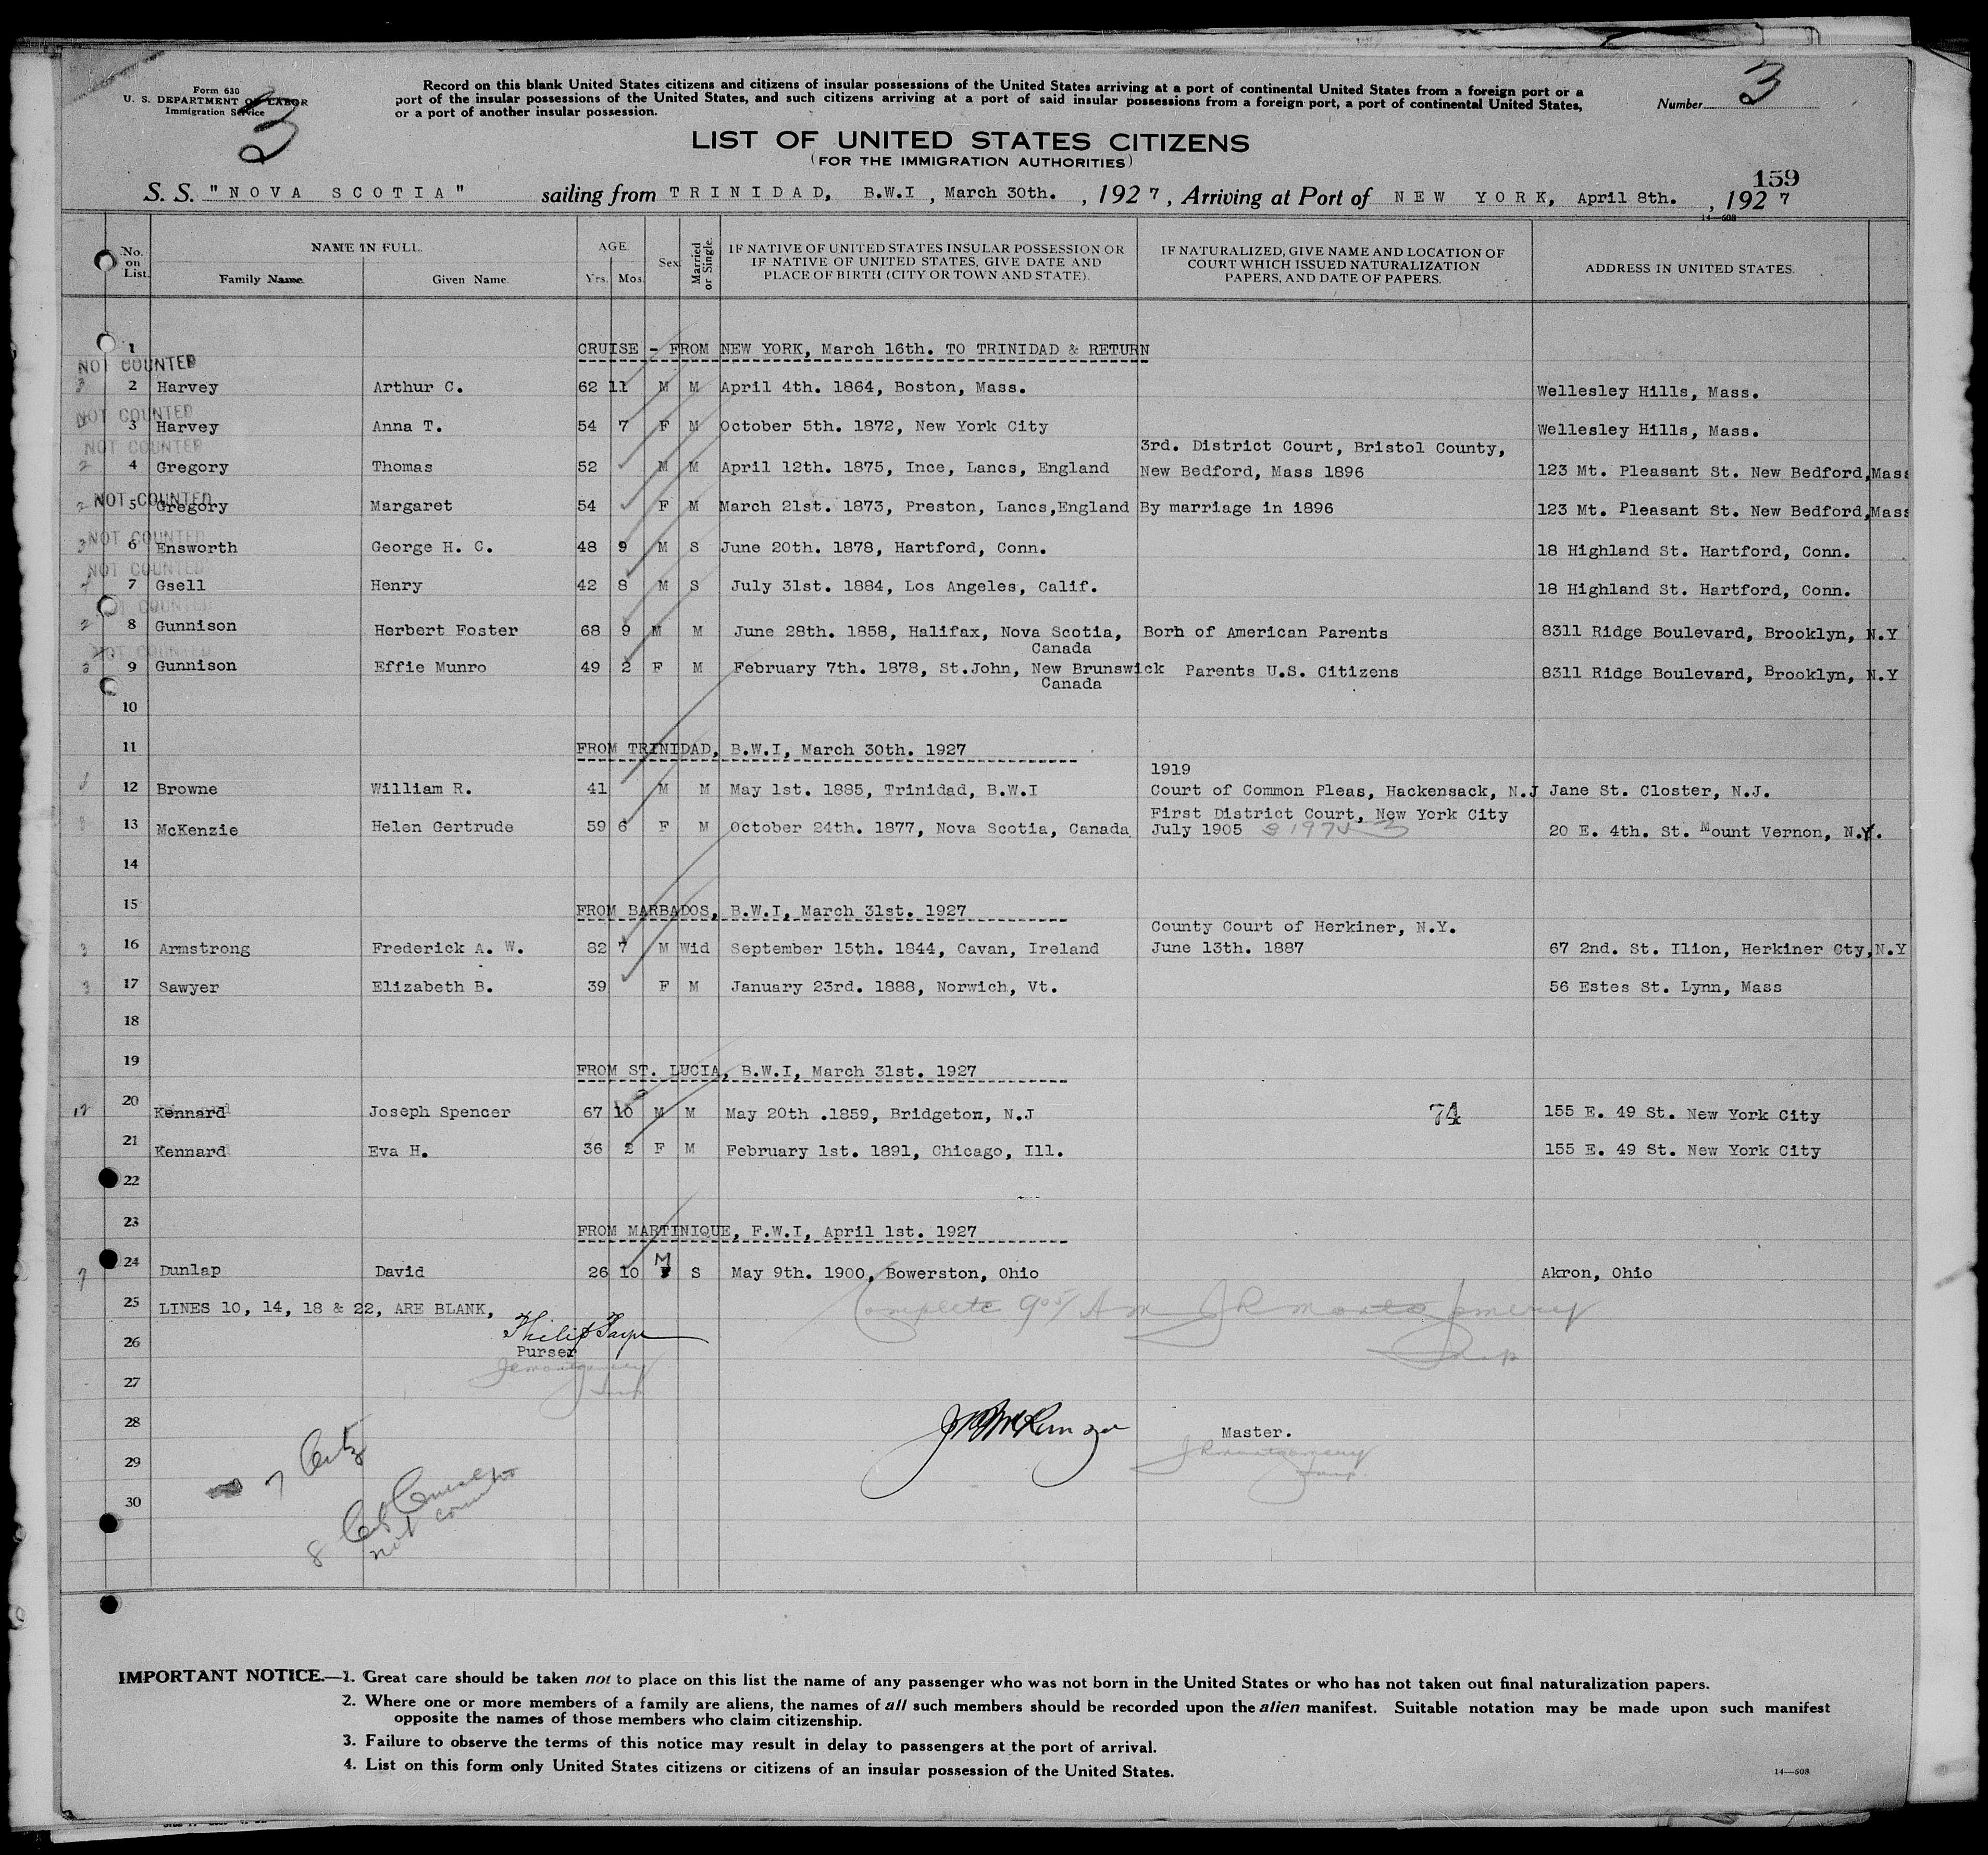 Form 630
U. S. DEPARTMENT OF LABOR
Immigration Service
3
Record on this blank United States citizens and citizens of insular possessions of the United States arriving at a port of continental United States from a foreign port or a
port of the insular possessions of the United States, and such citizens arriving at a port of said insular possessions from a foreign port, a port of continental United States,
or a port of another insular possession.
Number 3
LIST OF UNITED STATES CITIZENS
(FOR THE IMMIGRATION AUTHORITIES)
159
S. S. "NOVA SCOTIA" sailing from TRINIDAD, B.W.I, March 30th. , 1927, Arriving at Port of NEW YORK, April 8th. , 1927
14—608
No. on List. NAME IN FULL. Family Name. Given Name. AGE. Yrs. Mos. Sex Married or Single. IF NATIVE OF UNITED STATES INSULAR POSSESSION OR IF NATIVE OF UNITED STATES, GIVE DATE AND PLACE OF BIRTH (CITY OR TOWN AND STATE). IF NATURALIZED, GIVE NAME AND LOCATION OF COURT WHICH ISSUED NATURALIZATION PAPERS, AND DATE OF PAPERS. ADDRESS IN UNITED STATES.
1 CRUISE - FROM NEW YORK, March 16th. TO TRINIDAD & RETURN
NOT COUNTED
3 2 Harvey Arthur C. 62 11 M M April 4th. 1864, Boston, Mass. Wellesley Hills, Mass.
NOT COUNTED
3 Harvey Anna T. 54 7 F M October 5th. 1872, New York City Wellesley Hills, Mass.
NOT COUNTED
3rd. District Court, Bristol County,
2 4 Gregory Thomas 52 M M April 12th. 1875, Ince, Lancs, England New Bedford, Mass 1896 123 Mt. Pleasant St. New Bedford, Mass
NOT COUNTED
2 5 Gregory Margaret 54 F M March 21st. 1873, Preston, Lancs,England By marriage in 1896 123 Mt. Pleasant St. New Bedford, Mass
NOT COUNTED
3 6 Ensworth George H. C. 48 9 M S June 20th. 1878, Hartford, Conn. 18 Highland St. Hartford, Conn.
NOT COUNTED
7 Gsell Henry 42 8 M S July 31st. 1884, Los Angeles, Calif. 18 Highland St. Hartford, Conn.
NOT COUNTED
2 8 Gunnison Herbert Foster 68 9 M M June 28th. 1858, Halifax, Nova Scotia, Canada Borh of American Parents 8311 Ridge Boulevard, Brooklyn, N.Y
NOT COUNTED
2 9 Gunnison Effie Munro 49 2 F M February 7th. 1878, St.John, New Brunswick Canada Parents U.S. Citizens 8311 Ridge Boulevard, Brooklyn, N.Y
10
11 FROM TRINIDAD, B.W.I, March 30th. 1927
1919
12 Browne William R. 41 M M May 1st. 1885, Trinidad, B.W.I Court of Common Pleas, Hackensack, N.J Jane St. Closter, N.J.
First District Court, New York City
13 McKenzie Helen Gertrude 59 6 F M October 24th. 1877, Nova Scotia, Canada July 1905 20 E. 4th. St. Mount Vernon, N.Y.
14
15 FROM BARBADOS, B.W.I, March 31st. 1927
County Court of Herkiner, N.Y.
3 16 Armstrong Frederick A. W. 82 7 M Wid September 15th. 1844, Cavan, Ireland June 13th. 1887 67 2nd. St. Ilion, Herkiner Cty,N.Y
3 17 Sawyer Elizabeth B. 39 F M January 23rd. 1888, Norwich, Vt. 56 Estes St. Lynn, Mass
18
19 FROM ST. LUCIA, B.W.I, March 31st. 1927
20 Kennard Joseph Spencer 67 10 M M May 20th .1859, Bridgeton, N.J 74 155 E. 49 St. New York City
21 Kennard Eva H. 36 2 F M February 1st. 1891, Chicago, Ill. 155 E. 49 St. New York City
22
23 FROM MARTINIQUE, F.W.I, April 1st. 1927
7 24 Dunlap David 26 10 M S May 9th. 1900, Bowerston, Ohio Akron, Ohio
25 LINES 10, 14, 18 & 22, ARE BLANK,
Complete 905 Am JR Montgomery
Insp
26
Purser
JR Montgomery
Insp
27
28 Master.
JR Montgomery
Insp.
29
30
7 Citz
8 Cit Cruise
not counted
IMPORTANT NOTICE.—1. Great care should be taken not to place on this list the name of any passenger who was not born in the United States or who has not taken out final naturalization papers.
2. Where one or more members of a family are aliens, the names of all such members should be recorded upon the alien manifest. Suitable notation may be made upon such manifest
opposite the names of those members who claim citizenship.
3. Failure to observe the terms of this notice may result in delay to passengers at the port of arrival.
4. List on this form only United States citizens or citizens of an insular possession of the United States.
14—608